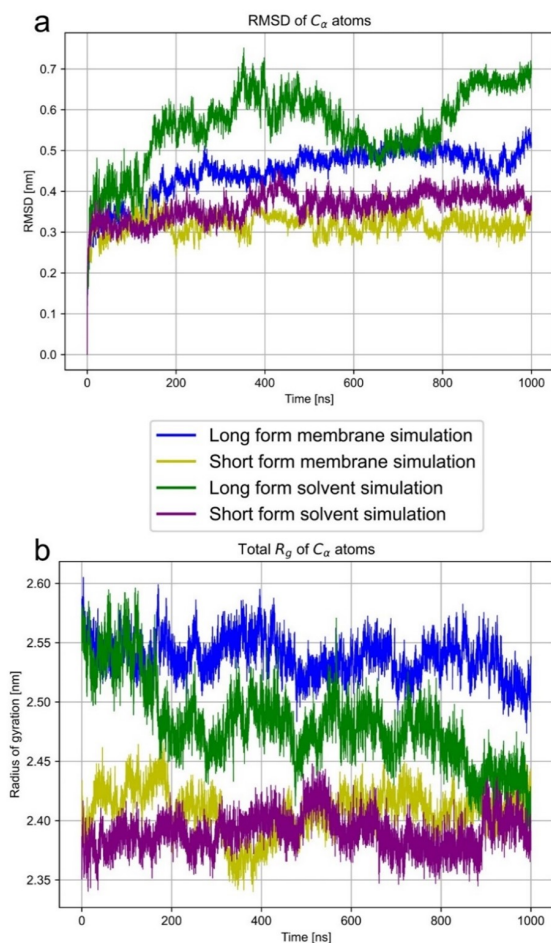 a
RMSD of Cα atoms
RMSD [nm]
0.7
0.6
0.5
0.4
0.3
0.2
0.1
0.0
0 200 400 600 800 1000
Time [ns]
Long form membrane simulation
Short form membrane simulation
Long form solvent simulation
Short form solvent simulation
b
Total Rg of Cα atoms
Radius of gyration [nm]
2.60
2.55
2.50
2.45
2.40
2.35
0 200 400 600 800 1000
Time [ns]